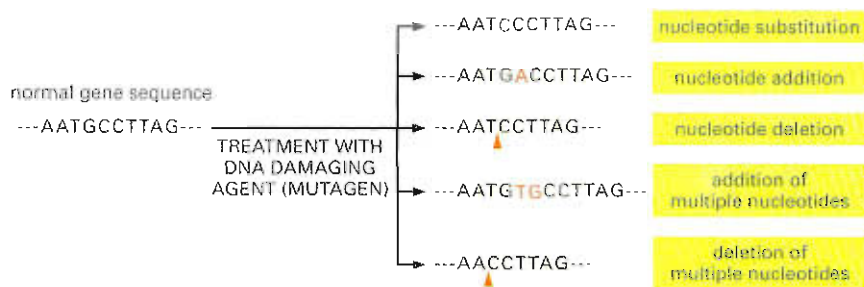 ---AATCCCTTAG---
nucleotide substitution
---AATGACCTTAG---
nucleotide addition
normal gene sequence
---AATGCCTTAG---
TREATMENT WITH
DNA DAMAGING
AGENT (MUTAGEN)
---AATCCTTAG---
nucleotide deletion
---AATGTGCCTTAG---
addition of
multiple nucleotides
---AACCTTAG---
deletion of
multiple nucleotides